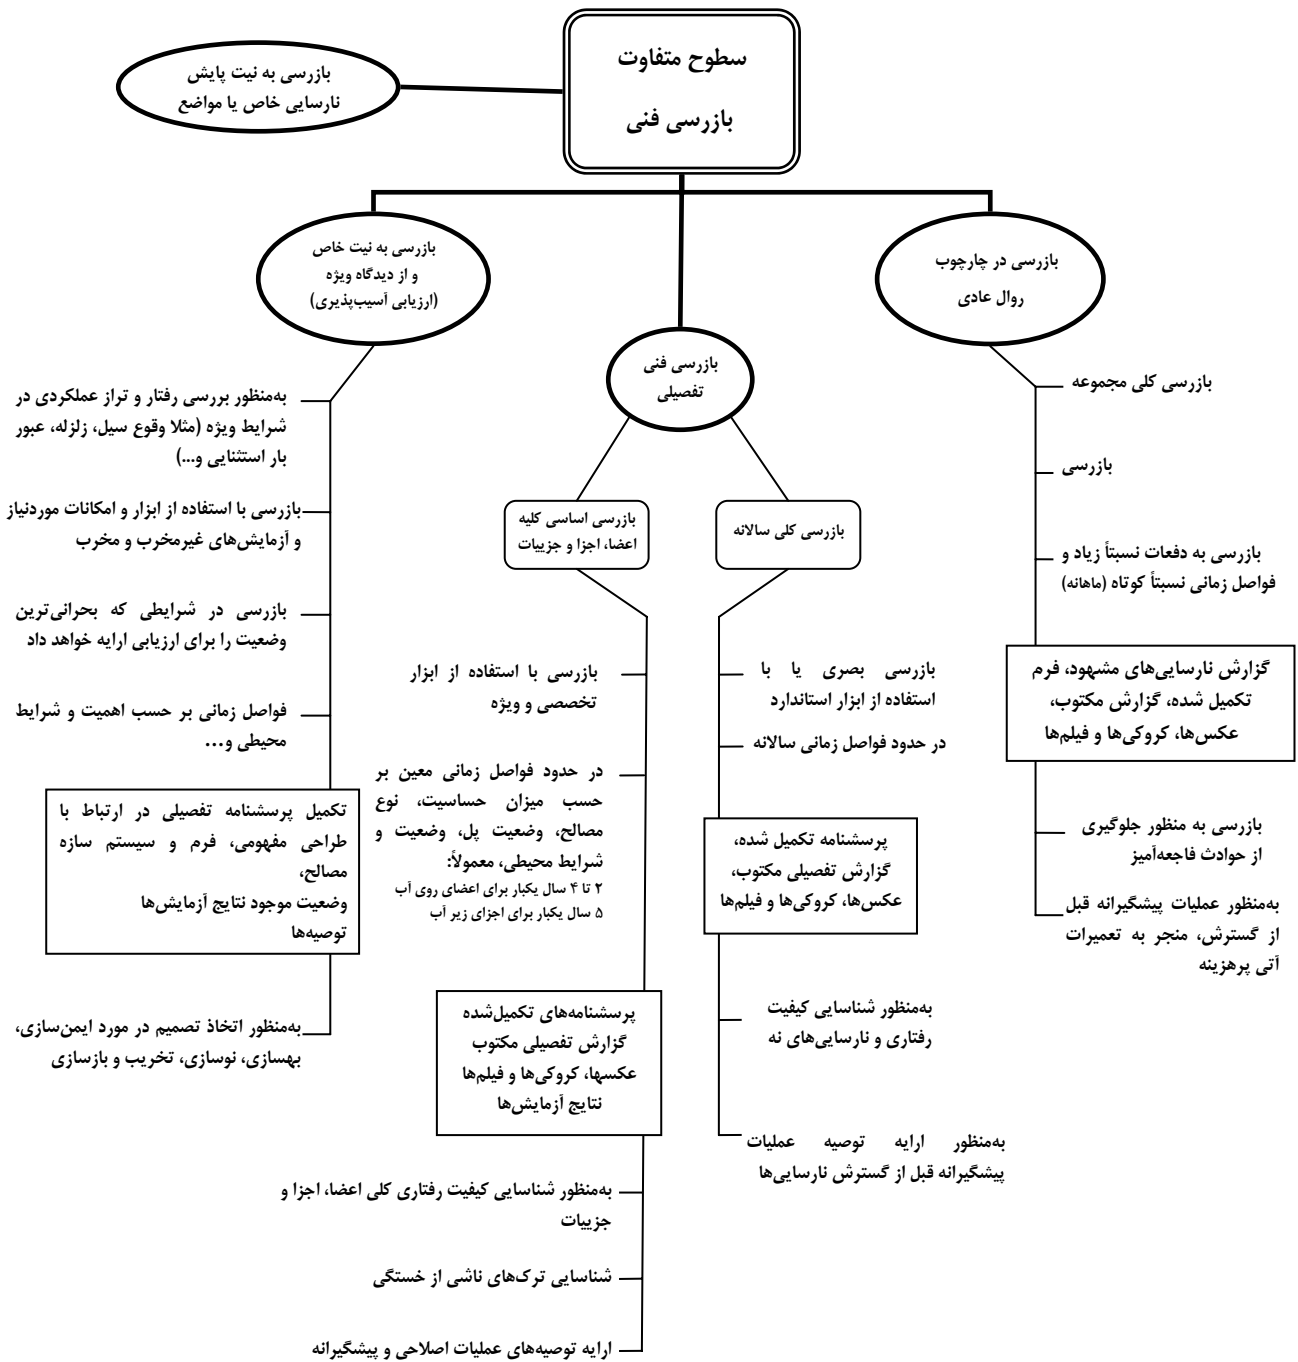 سطوح متفاوت
بازرسی فنی
بازرسی به نیت پایش
نارسایی خاص یا مواضع
بازرسی در چارچوب
روال عادی
بازرسی کلی مجموعه
بازرسی
بازرسی به دفعات نسبتاً زیاد و
فواصل زمانی نسبتاً کوتاه (ماهانه)
گزارش نارسایی‌های مشهود، فرم
تکمیل شده، گزارش مکتوب،
عکس‌ها، کروکی‌ها و فیلم‌ها
بازرسی به منظور جلوگیری
از حوادث فاجعه‌آمیز
به‌منظور عملیات پیشگیرانه قبل
از گسترش، منجر به تعمیرات
آتی پرهزینه
بازرسی فنی
تفصیلی
بازرسی کلی سالانه
بازرسی بصری یا با
استفاده از ابزار استاندارد
در حدود فواصل زمانی سالانه
پرسشنامه تکمیل شده،
گزارش تفصیلی مکتوب،
عکس‌ها، کروکی‌ها و فیلم‌ها
به‌منظور شناسایی کیفیت
رفتاری و نارسایی‌های نه
به‌منظور ارایه توصیه عملیات
پیشگیرانه قبل از گسترش نارسایی‌ها
بازرسی اساسی کلیه
اعضا، اجزا و جزییات
بازرسی با استفاده از ابزار
تخصصی و ویژه
در حدود فواصل زمانی معین بر
حسب میزان حساسیت، نوع
مصالح، وضعیت پل، وضعیت و
شرایط محیطی، معمولاً:
۲ تا ۴ سال یکبار برای اعضای روی آب
۵ سال یکبار برای اجزای زیر آب
پرسشنامه‌های تکمیل‌شده
گزارش تفصیلی مکتوب
عکسها، کروکی‌ها و فیلم‌ها
نتایج آزمایش‌ها
به‌منظور شناسایی کیفیت رفتاری کلی اعضا، اجزا و
جزییات
شناسایی ترک‌های ناشی از خستگی
ارایه توصیه‌های عملیات اصلاحی و پیشگیرانه
بازرسی به نیت خاص
و از دیدگاه ویژه
(ارزیابی آسیب‌پذیری)
به‌منظور بررسی رفتار و تراز عملکردی در
شرایط ویژه (مثلا وقوع سیل، زلزله، عبور
بار استثنایی و...)
بازرسی با استفاده از ابزار و امکانات موردنیاز
و آزمایش‌های غیرمخرب و مخرب
بازرسی در شرایطی که بحرانی‌ترین
وضعیت را برای ارزیابی ارایه خواهد داد
فواصل زمانی بر حسب اهمیت و شرایط
محیطی و...
تکمیل پرسشنامه تفصیلی در ارتباط با
طراحی مفهومی، فرم و سیستم سازه
مصالح،
وضعیت موجود نتایج آزمایش‌ها
توصیه‌ها
به‌منظور اتخاذ تصمیم در مورد ایمن‌سازی،
بهسازی، نوسازی، تخریب و بازسازی